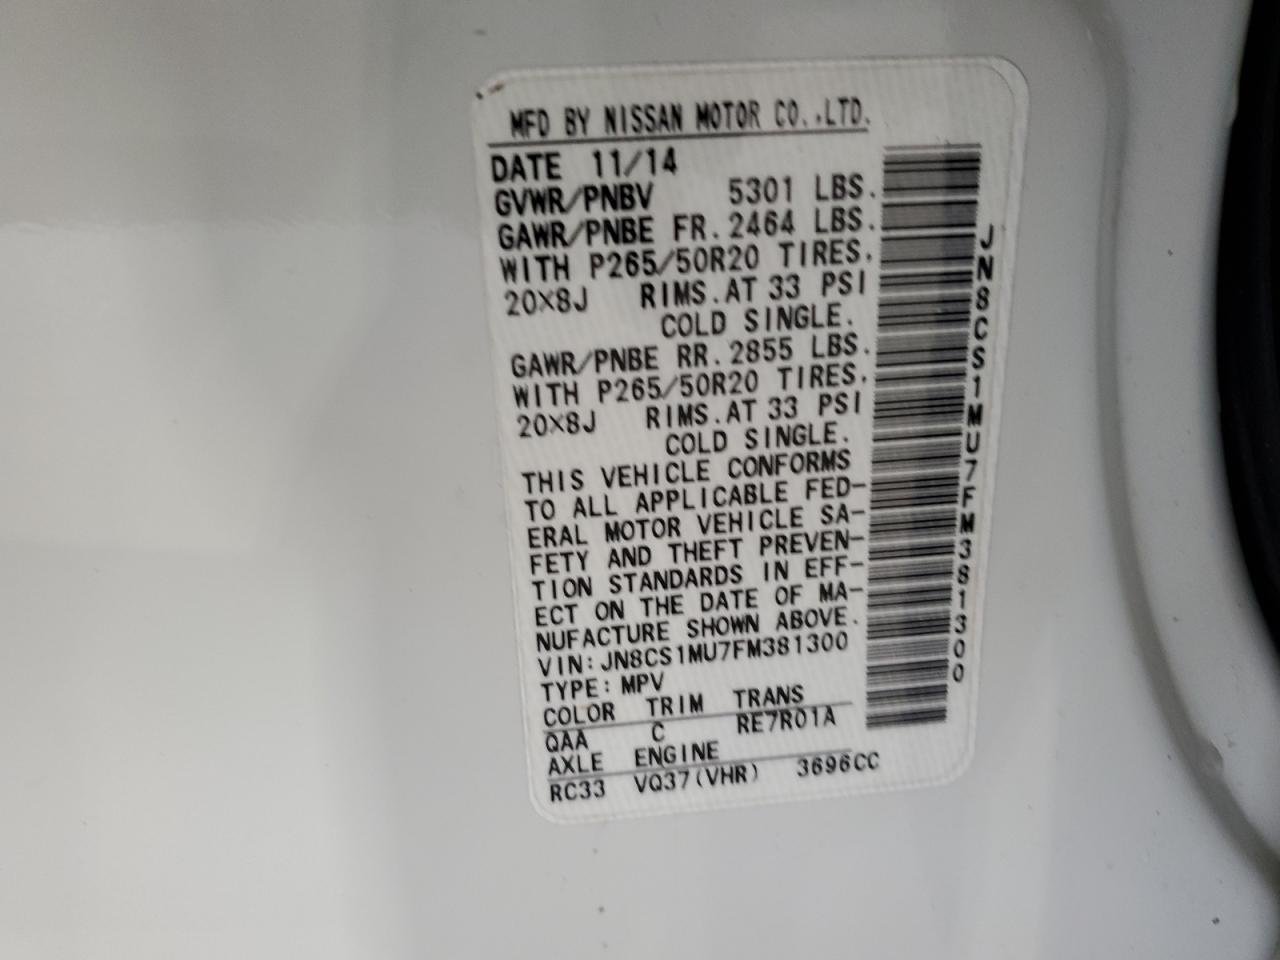 MFD BY NISSAN MOTOR CO.,LTD.
DATE 11/14
GVWR/PNBV 5301 LBS.
GAWR/PNBE FR. 2464 LBS.
WITH P265/50R20 TIRES.
20X8J RIMS.AT 33 PSI
COLD SINGLE.
GAWR/PNBE RR. 2855 LBS.
WITH P265/50R20 TIRES.
20X8J RIMS.AT 33 PSI
COLD SINGLE.
THIS VEHICLE CONFORMS
TO ALL APPLICABLE FED-
ERAL MOTOR VEHICLE SA-
FETY AND THEFT PREVEN-
TION STANDARDS IN EFF-
ECT ON THE DATE OF MA-
NUFACTURE SHOWN ABOVE.
VIN:JN8CS1MU7FM381300
TYPE:MPV
COLOR TRIM TRANS
QAA C RE7R01A
AXLE ENGINE
RC33 VQ37(VHR) 3696CC
JN8CS1MU7FM381300